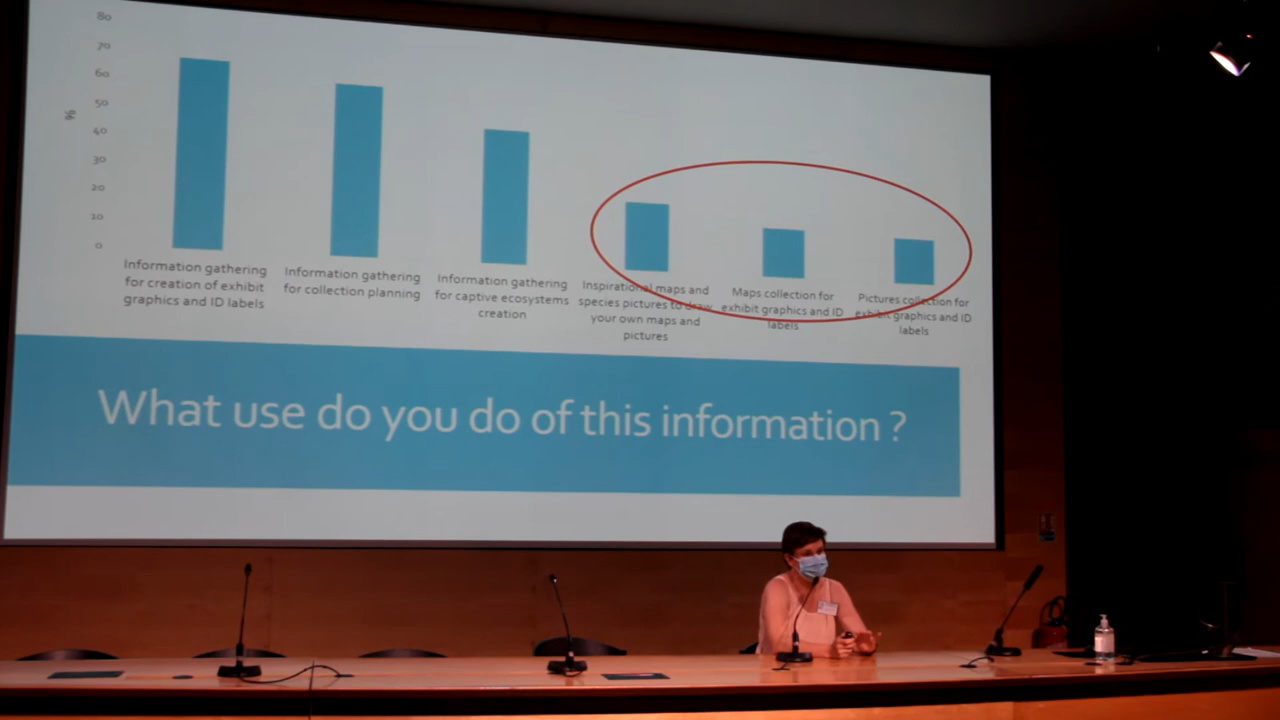 80
70
60
50
40
30
20
10
0
%
Information gathering
for creation of exhibit
graphics and ID labels
Information gathering
for collection planning
Information gathering
for captive ecosystems
creation
Inspirational maps and
species pictures to draw
your own maps and
pictures
Maps collection for
exhibit graphics and ID
labels
Pictures collection for
exhibit graphics and ID
labels
What use do you do of this information ?